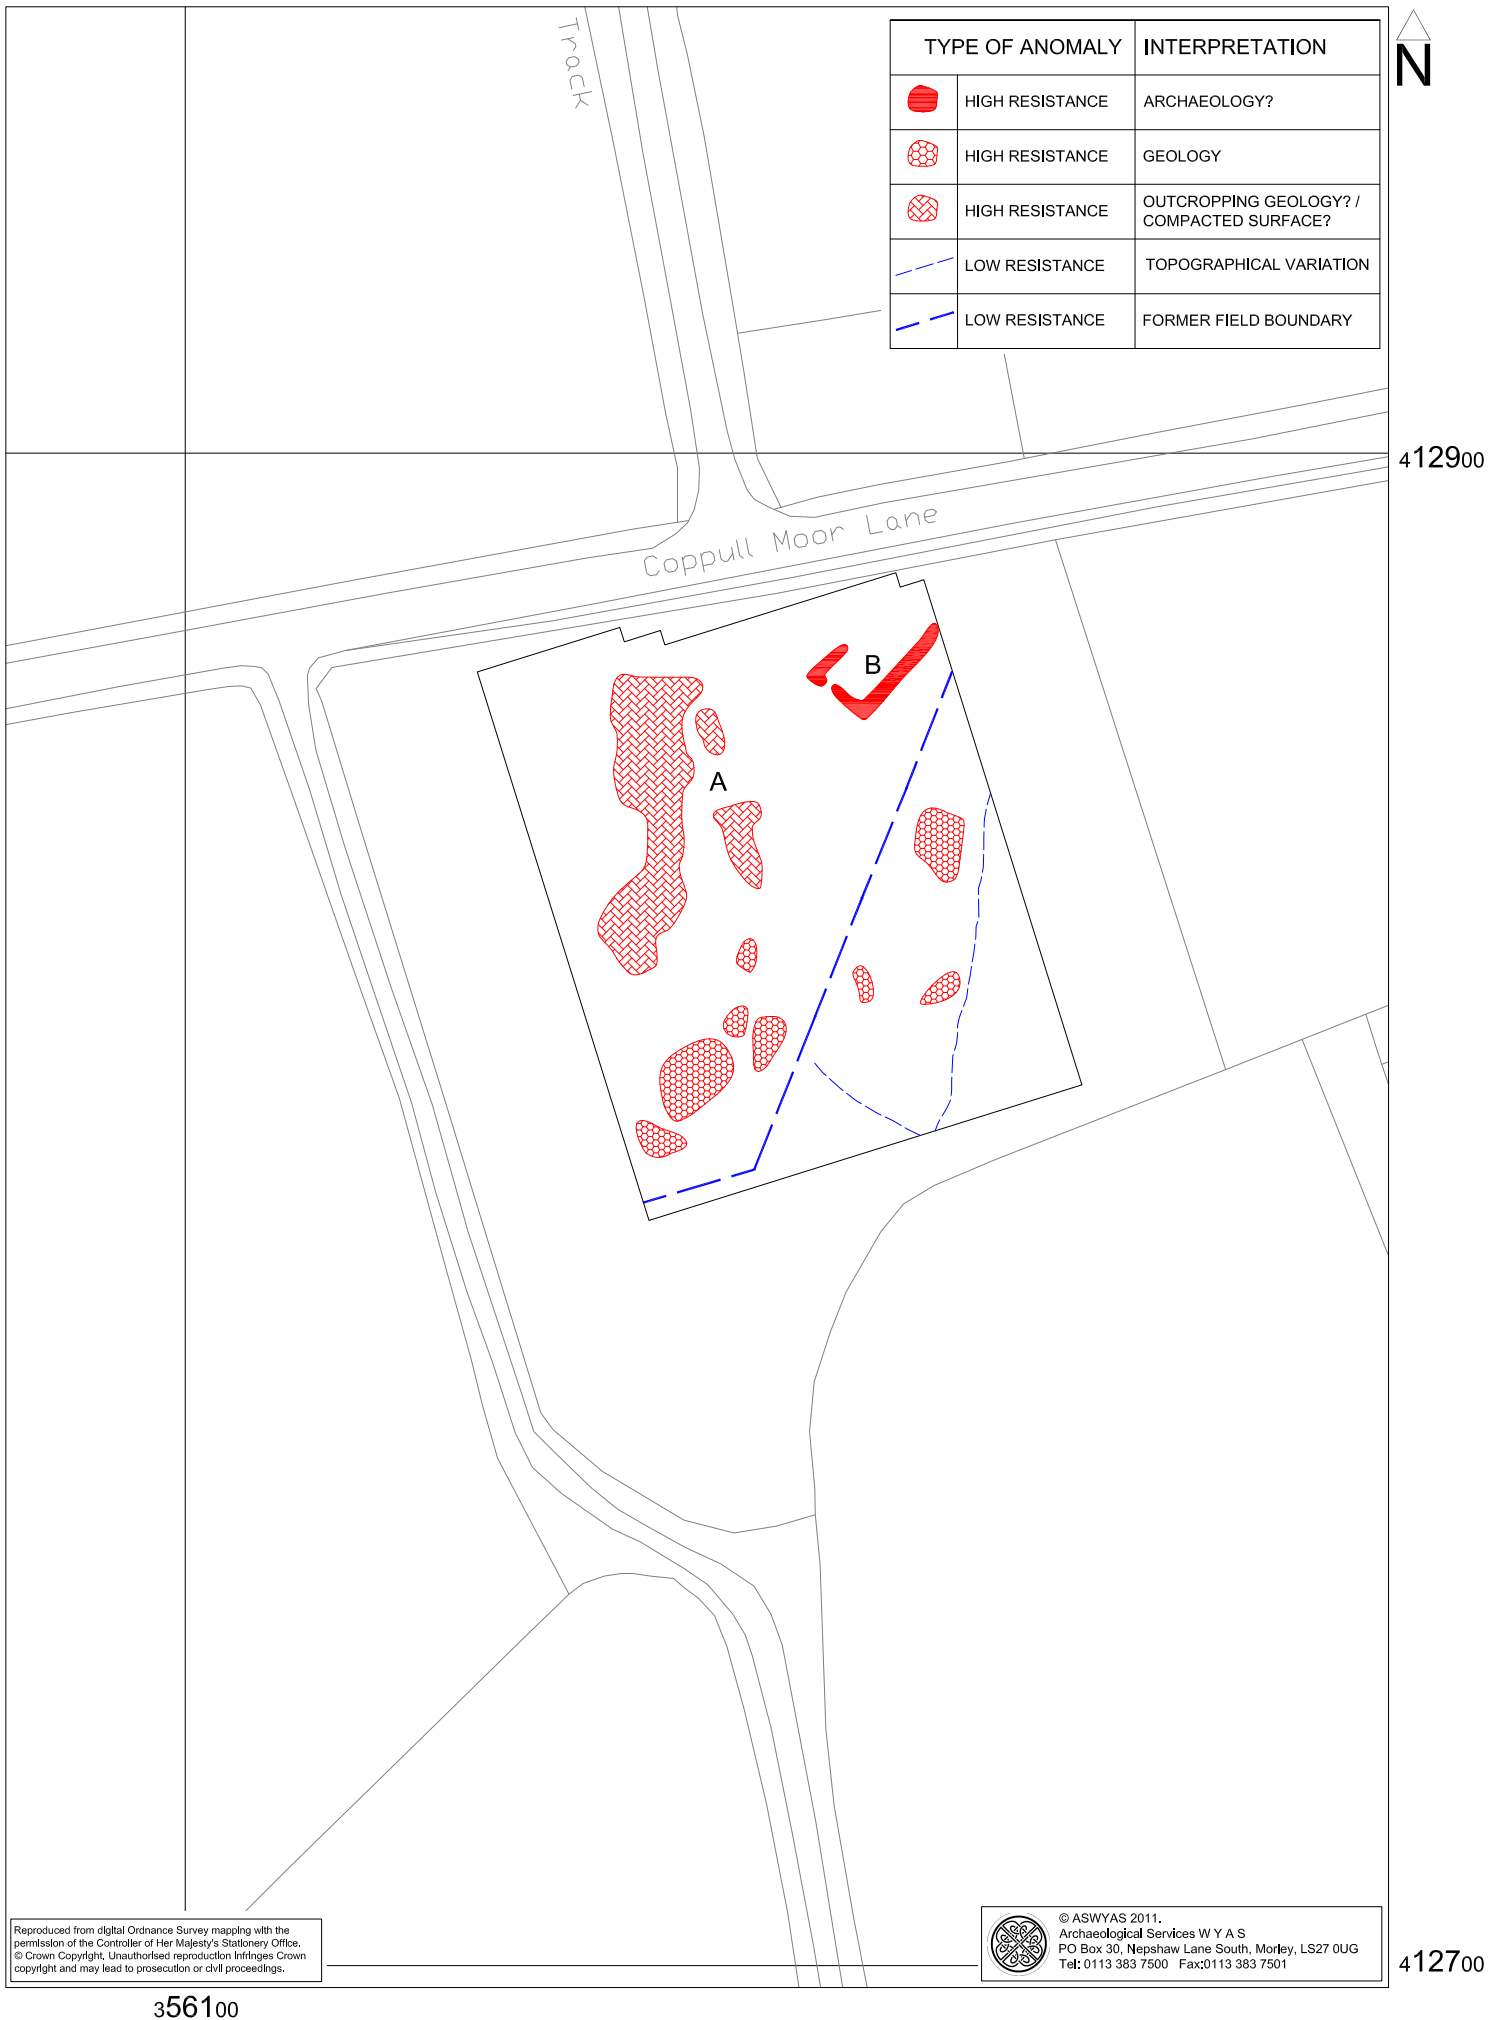 Track
TYPE OF ANOMALY INTERPRETATION
HIGH RESISTANCE ARCHAEOLOGY?
HIGH RESISTANCE GEOLOGY
HIGH RESISTANCE OUTCROPPING GEOLOGY? /
COMPACTED SURFACE?
LOW RESISTANCE TOPOGRAPHICAL VARIATION
LOW RESISTANCE FORMER FIELD BOUNDARY
N
412900
Coppull Moor Lane
B
A
Reproduced from digital Ordnance Survey mapping with the
permission of the Controller of Her Majesty's Stationery Office.
© Crown Copyright, Unauthorised reproduction infringes Crown
copyright and may lead to prosecution or civil proceedings.
© ASWYAS 2011.
Archaeological Services W Y A S
PO Box 30, Nepshaw Lane South, Morley, LS27 0UG
Tel: 0113 383 7500 Fax:0113 383 7501
412700
356100